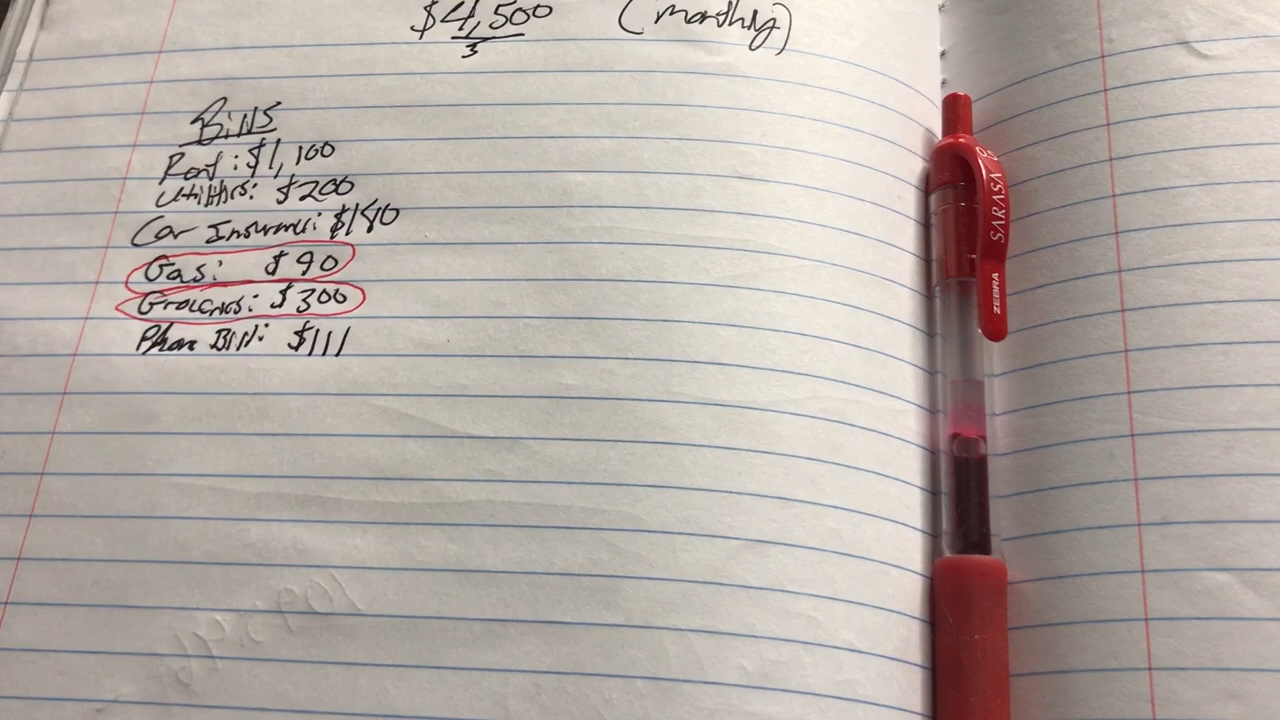 $4,500 (monthly)
3
Bills
Rent: $1,100
Utilities: $200
Car Insurance: $180
Gas: $90
Groceries: $300
Phone Bill: $111
SARASA
ZEBRA